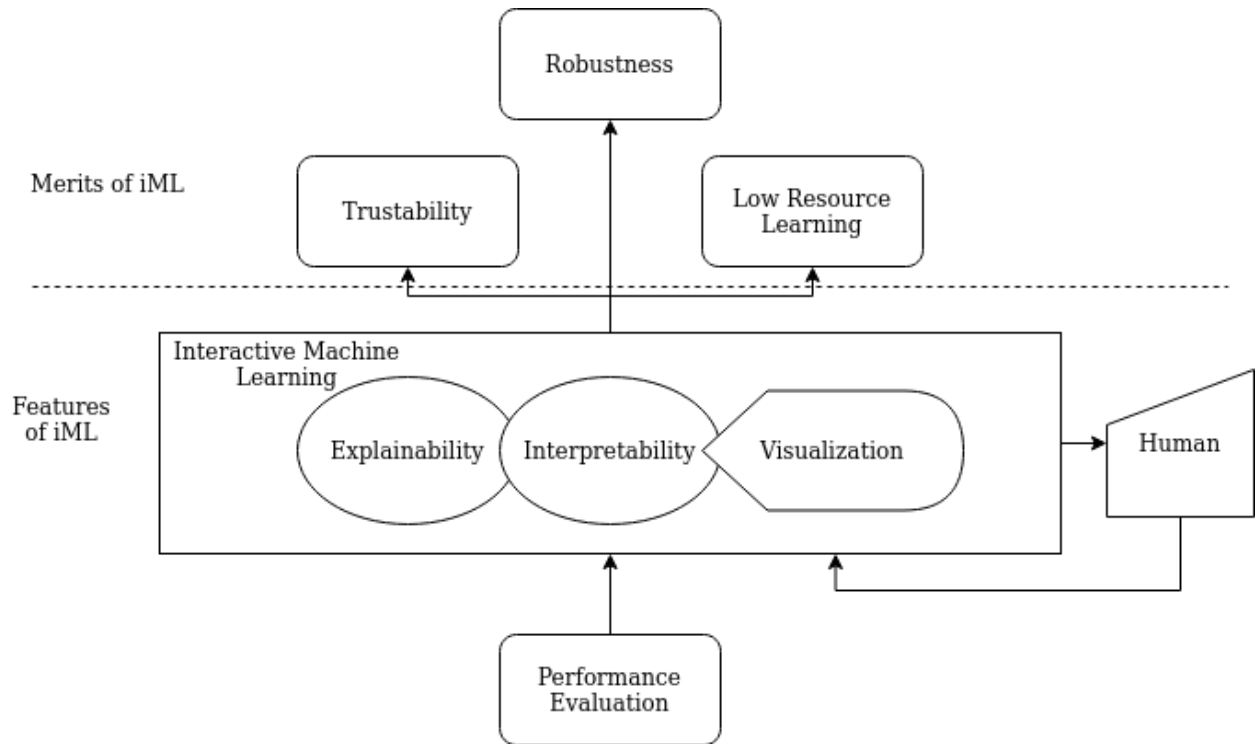 Robustness
Merits of iML
Trustability
Low Resource
Learning
Interactive Machine
Learning
Features
of iML
Explainability
Interpretability
Visualization
Human
Performance
Evaluation